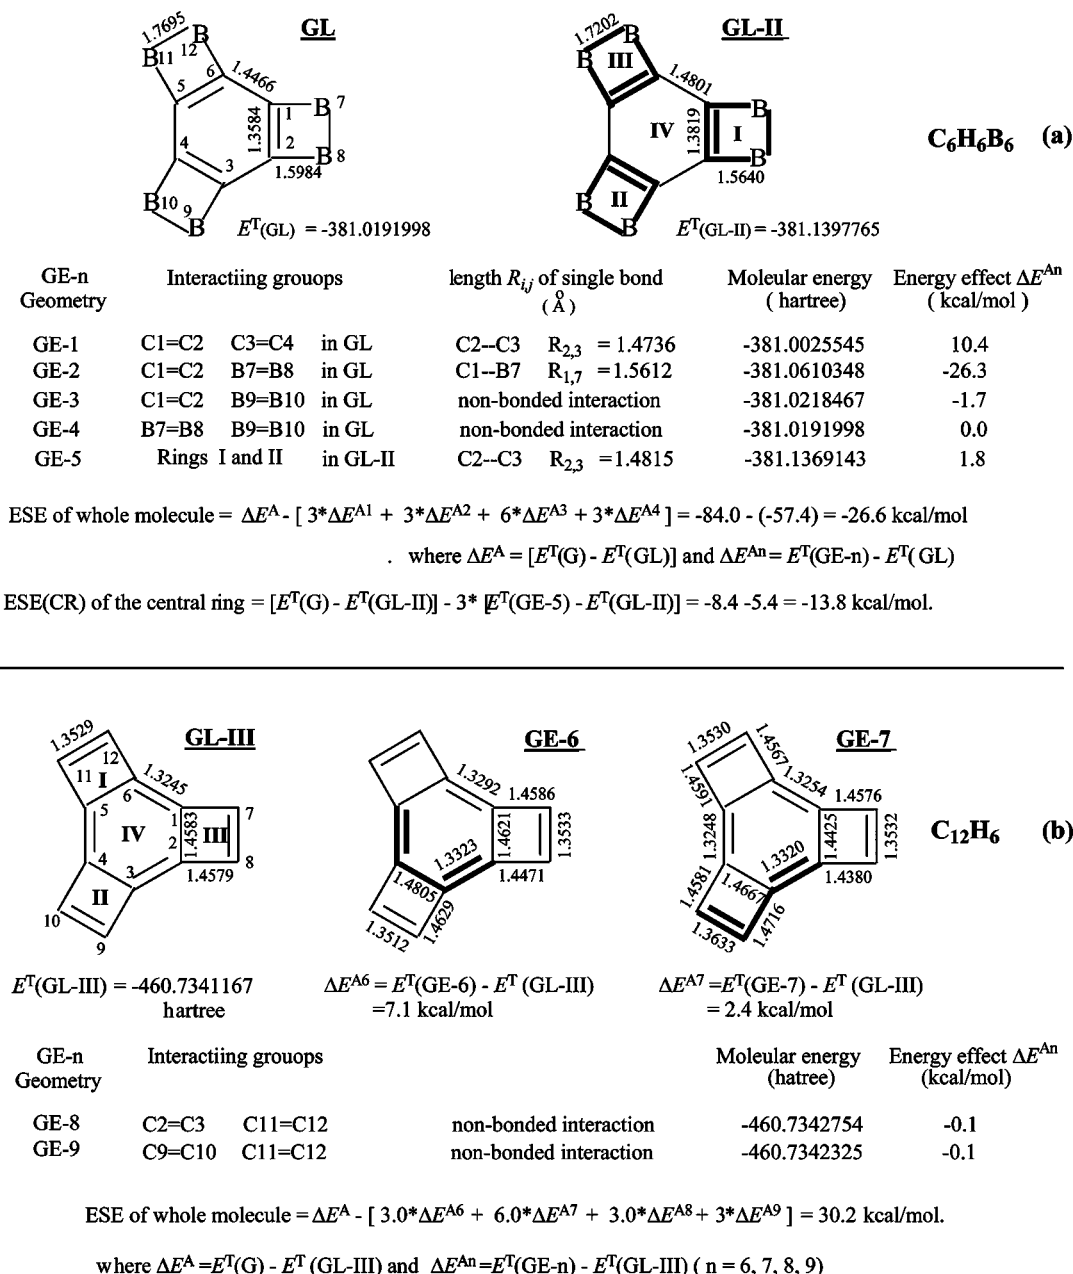 GL
GL-II
C6H6B6 (a)
1.7695
B
B11
12
6
5
1.4466
1
B 7
1.3584
2
4
3
B 8
1.5984
B10
9
B
E^T(GL) = -381.0191998
1.7202
B
B
III
1.4801
B
IV
1.3819
I
B
1.5640
B
II
B
E^T(GL-II) = -381.1397765
GE-n Interactiing grouops length R_i,j of single bond Moleular energy Energy effect ΔE^An
Geometry (Å) ( hartree) ( kcal/mol )
GE-1 C1=C2 C3=C4 in GL C2--C3 R2,3 = 1.4736 -381.0025545 10.4
GE-2 C1=C2 B7=B8 in GL C1--B7 R1,7 =1.5612 -381.0610348 -26.3
GE-3 C1=C2 B9=B10 in GL non-bonded interaction -381.0218467 -1.7
GE-4 B7=B8 B9=B10 in GL non-bonded interaction -381.0191998 0.0
GE-5 Rings I and II in GL-II C2--C3 R2,3 =1.4815 -381.1369143 1.8
ESE of whole molecule = ΔE^A - [ 3*ΔE^A1 + 3*ΔE^A2 + 6*ΔE^A3 + 3*ΔE^A4 ] = -84.0 - (-57.4) = -26.6 kcal/mol
. where ΔE^A = [E^T(G) - E^T(GL)] and ΔE^An = E^T(GE-n) - E^T( GL)
ESE(CR) of the central ring = [E^T(G) - E^T(GL-II)] - 3* [E^T(GE-5) - E^T(GL-II)] = -8.4 -5.4 = -13.8 kcal/mol.
GL-III
GE-6
GE-7
C12H6 (b)
1.3529
12
11
I
6
1.3245
5
1
7
IV
1.4583
III
2
4
3
8
1.4579
II
10
9
1.3292
1.4586
1.4621
1.3533
1.3323
1.4471
1.4805
1.4629
1.3512
1.3530
1.4567
1.4591
1.3254
1.4576
1.3248
1.4425
1.3532
1.3320
1.4380
1.4581
1.4667
1.4716
1.3633
E^T(GL-III) = -460.7341167
hartree
ΔE^A6 = E^T(GE-6) - E^T (GL-III)
=7.1 kcal/mol
ΔE^A7 =E^T(GE-7) - E^T (GL-III)
= 2.4 kcal/mol
GE-n Interactiing grouops Moleular energy Energy effect ΔE^An
Geometry (hatree) (kcal/mol)
GE-8 C2=C3 C11=C12 non-bonded interaction -460.7342754 -0.1
GE-9 C9=C10 C11=C12 non-bonded interaction -460.7342325 -0.1
ESE of whole molecule = ΔE^A - [ 3.0*ΔE^A6 + 6.0*ΔE^A7 + 3.0*ΔE^A8 + 3*ΔE^A9 ] = 30.2 kcal/mol.
where ΔE^A =E^T(G) - E^T (GL-III) and ΔE^An =E^T(GE-n) - E^T(GL-III) ( n = 6, 7, 8, 9)